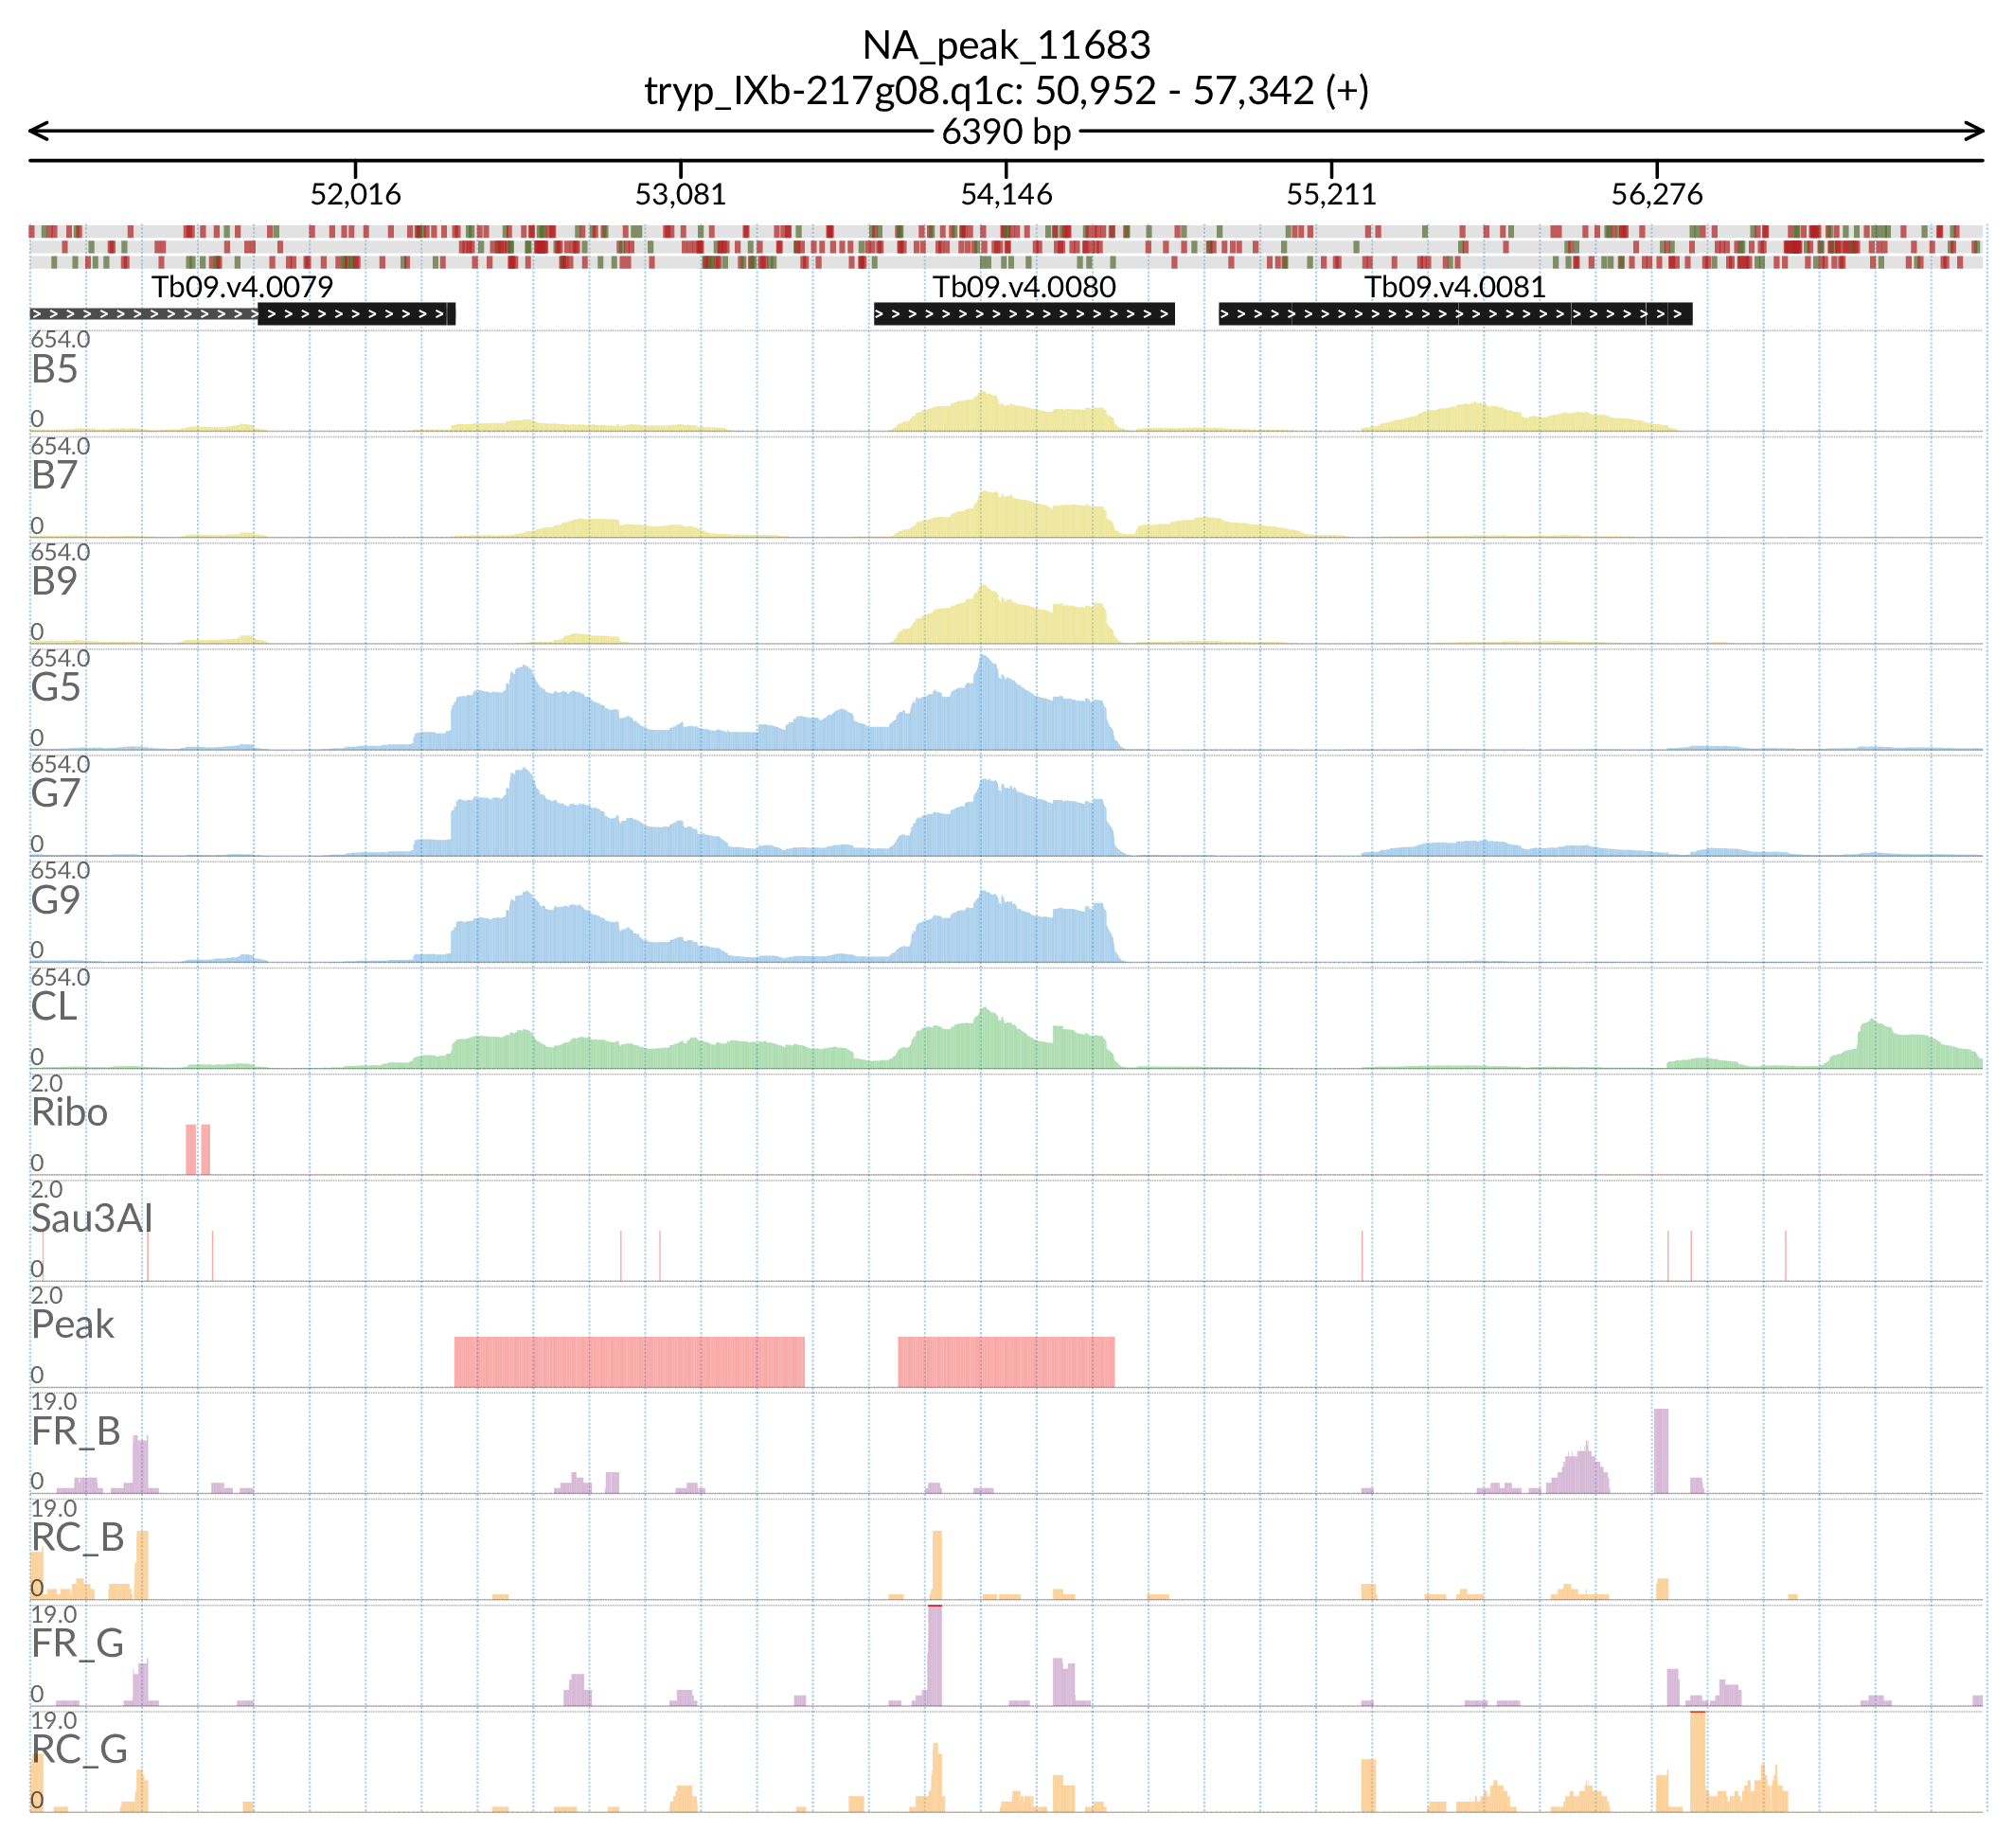 NA_peak_11683
tryp_IXb-217g08.q1c: 50,952 - 57,342 (+)
6390 bp
52,016 53,081 54,146 55,211 56,276
Tb09.v4.0079 Tb09.v4.0080 Tb09.v4.0081
654.0
B5
0
654.0
B7
0
654.0
B9
0
654.0
G5
0
654.0
G7
0
654.0
G9
0
654.0
CL
0
2.0
Ribo
0
2.0
Sau3AI
0
2.0
Peak
0
19.0
FR_B
0
19.0
RC_B
0
19.0
FR_G
0
19.0
RC_G
0